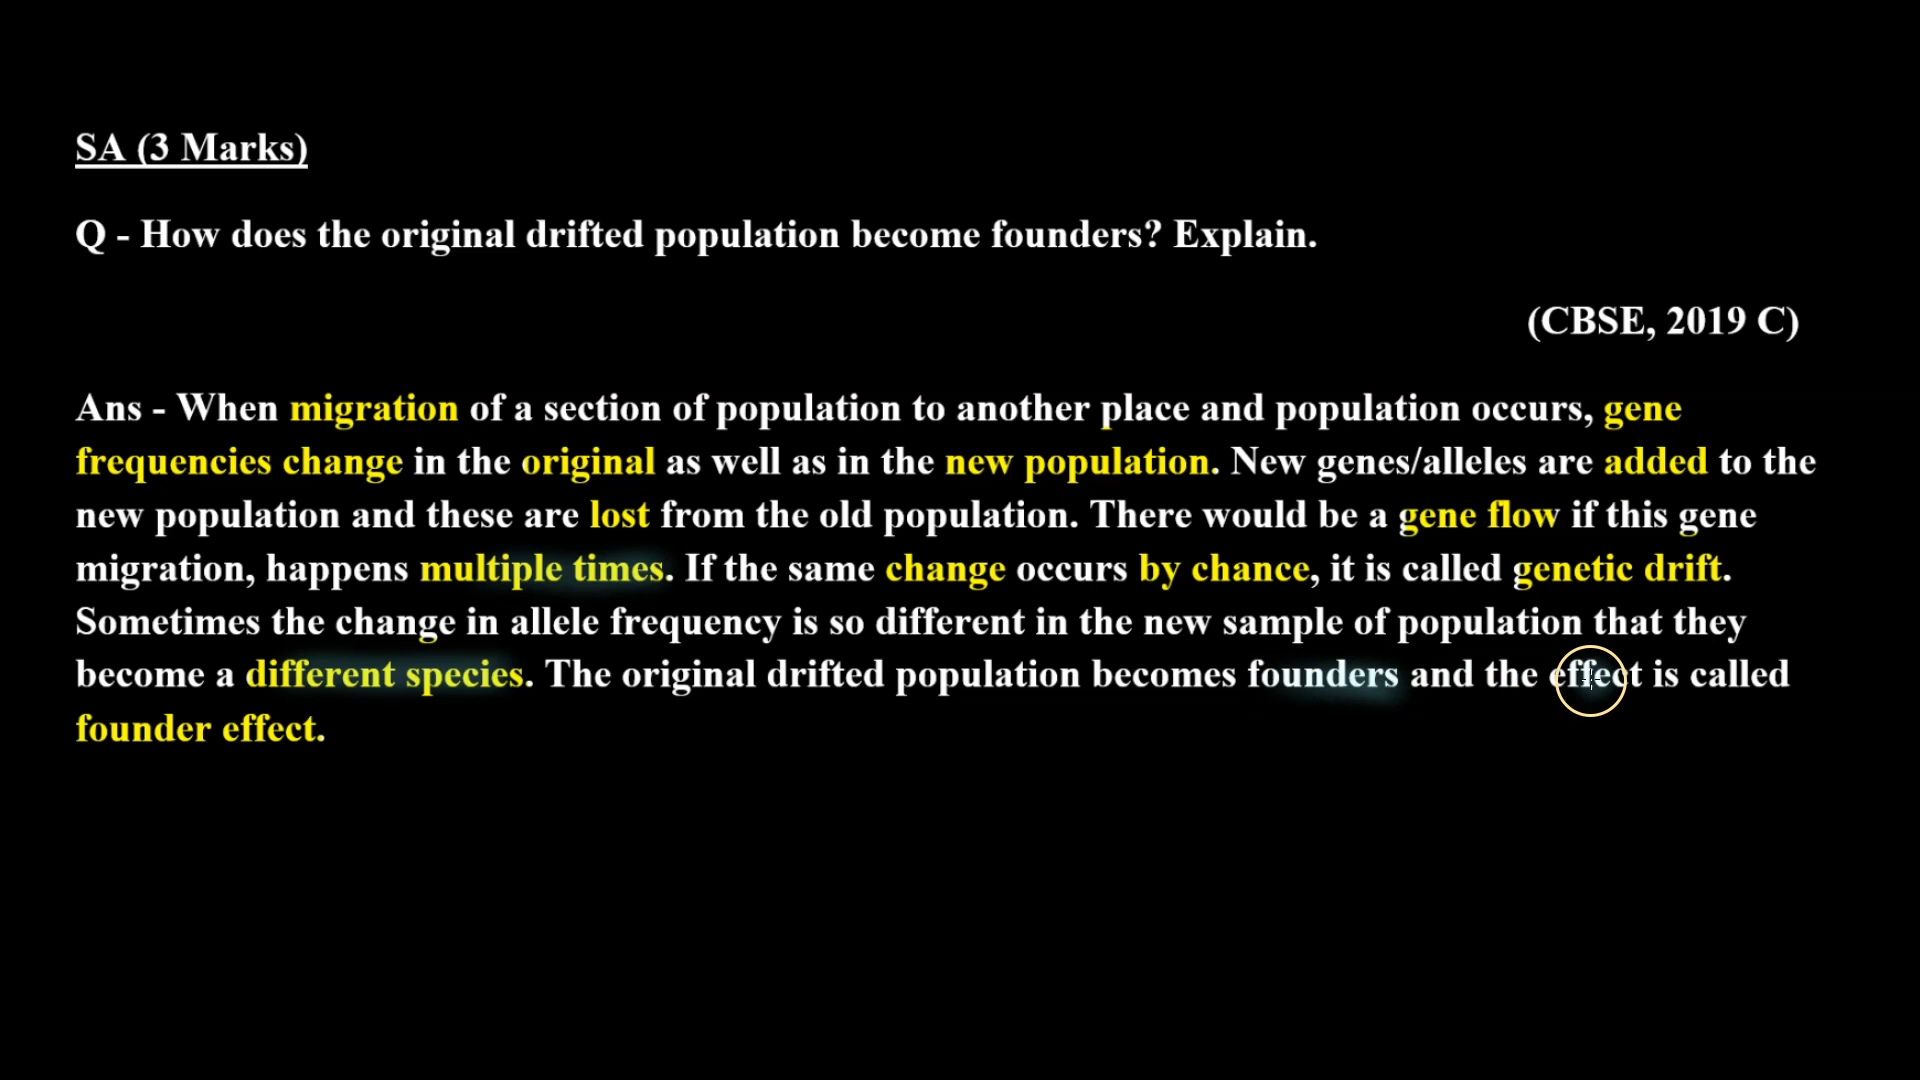 SA (3 Marks)
Q - How does the original drifted population become founders? Explain.
(CBSE, 2019 C)
Ans - When migration of a section of population to another place and population occurs, gene
frequencies change in the original as well as in the new population. New genes/alleles are added to the
new population and these are lost from the old population. There would be a gene flow if this gene
migration, happens multiple times. If the same change occurs by chance, it is called genetic drift.
Sometimes the change in allele frequency is so different in the new sample of population that they
become a different species. The original drifted population becomes founders and the effect is called
founder effect.